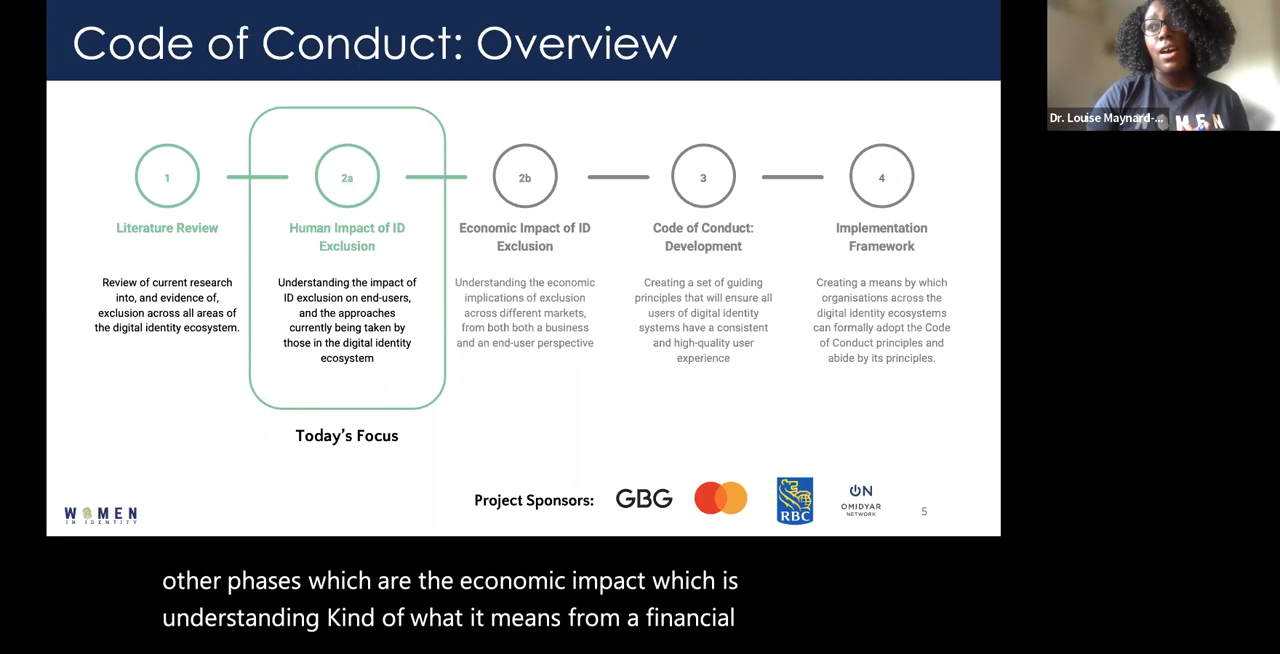 Code of Conduct: Overview
Dr. Louise Maynard-...
1
2a
2b
3
4
Literature Review
Human Impact of ID
Exclusion
Economic Impact of ID
Exclusion
Code of Conduct:
Development
Implementation
Framework
Review of current research
into, and evidence of,
exclusion across all areas of
the digital identity ecosystem.
Understanding the impact of
ID exclusion on end-users,
and the approaches
currently being taken by
those in the digital identity
ecosystem
Understanding the economic
implications of exclusion
across different markets,
from both both a business
and an end-user perspective
Creating a set of guiding
principles that will ensure all
users of digital identity
systems have a consistent
and high-quality user
experience
Creating a means by which
organisations across the
digital identity ecosystems
can formally adopt the Code
of Conduct principles and
abide by its principles.
Today's Focus
Project Sponsors:
GBG
RBC
ON
OMIDYAR
NETWORK
5
WOMEN
IN IDENTITY
other phases which are the economic impact which is
understanding Kind of what it means from a financial